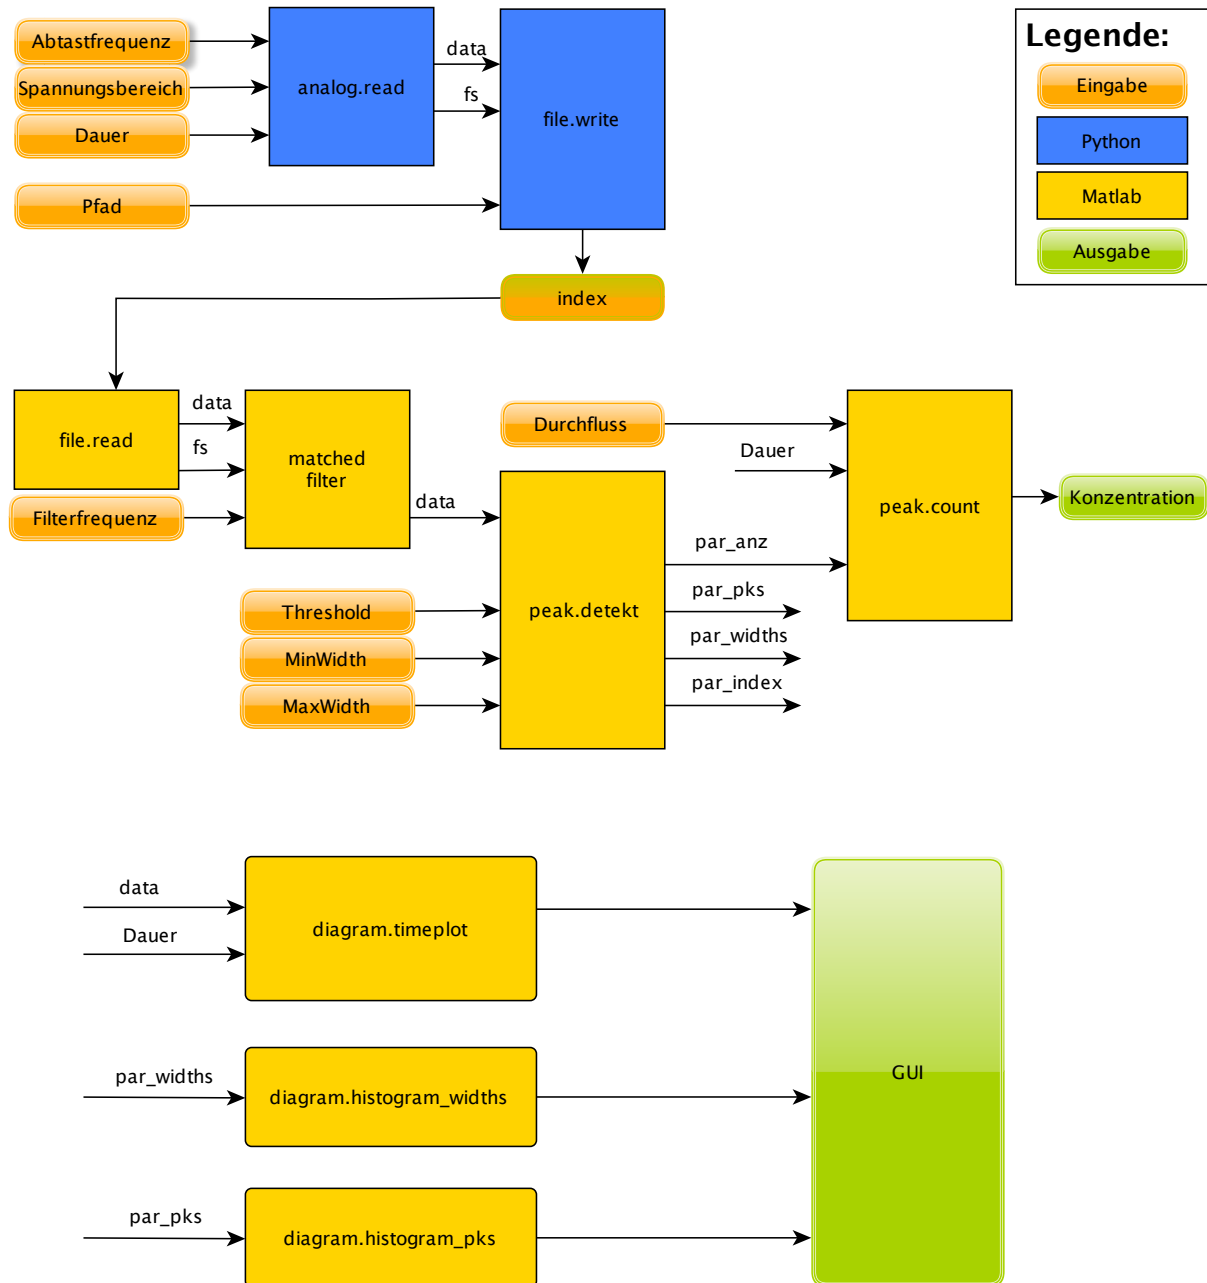 Abtastfrequenz
Spannungsbereich
Dauer
Pfad
analog.read
data
fs
file.write
Legende:
Eingabe
Python
Matlab
Ausgabe
index
file.read
data
fs
Filterfrequenz
matched
filter
data
Durchfluss
Dauer
peak.count
Konzentration
Threshold
MinWidth
MaxWidth
peak.detekt
par_anz
par_pks
par_widths
par_index
data
Dauer
diagram.timeplot
par_widths
diagram.histogram_widths
par_pks
diagram.histogram_pks
GUI